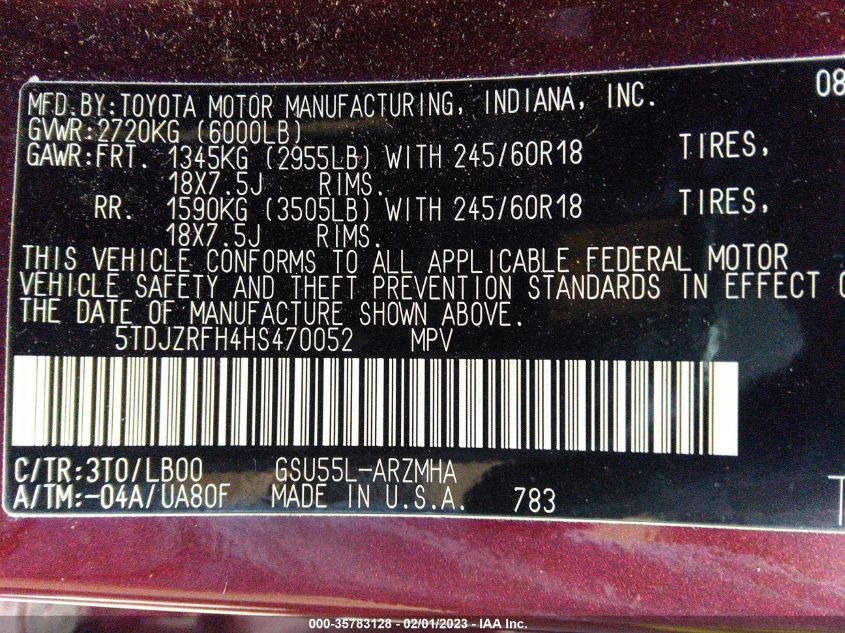 08
MFD.BY:TOYOTA MOTOR MANUFACTURING, INDIANA, INC.
GVWR:2720KG (6000LB)
GAWR:FRT. 1345KG (2955LB) WITH 245/60R18 TIRES,
18X7.5J RIMS.
RR. 1590KG (3505LB) WITH 245/60R18 TIRES,
18X7.5J RIMS.
THIS VEHICLE CONFORMS TO ALL APPLICABLE FEDERAL MOTOR
VEHICLE SAFETY AND THEFT PREVENTION STANDARDS IN EFFECT
THE DATE OF MANUFACTURE SHOWN ABOVE.
5TDJZRFH4HS470052 MPV
C/TR:3T0/LB00 GSU55L-ARZMHA
A/TM:-04A/UA80F MADE IN U.S.A. 783
000-35783128 - 02/01/2023 - IAA Inc.